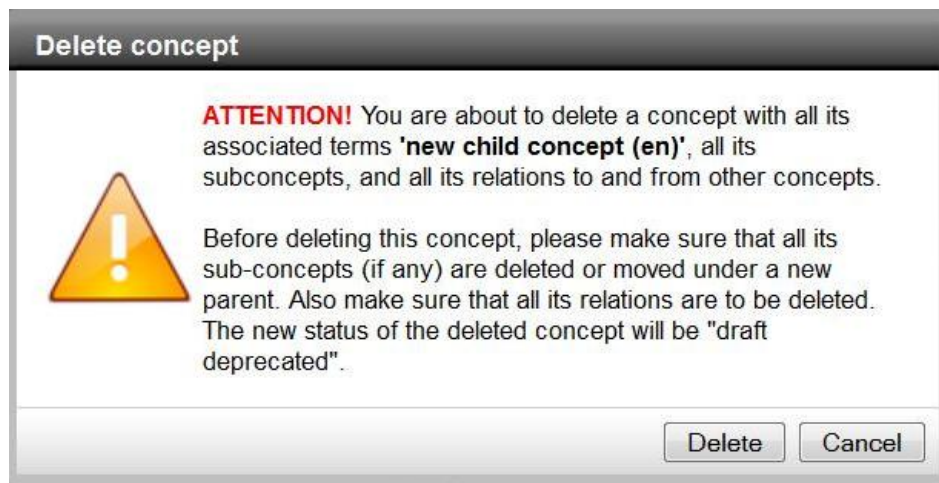 Delete concept
ATTENTION! You are about to delete a concept with all its
associated terms 'new child concept (en)', all its
subconcepts, and all its relations to and from other concepts.
Before deleting this concept, please make sure that all its
sub-concepts (if any) are deleted or moved under a new
parent. Also make sure that all its relations are to be deleted.
The new status of the deleted concept will be "draft
deprecated".
Delete Cancel